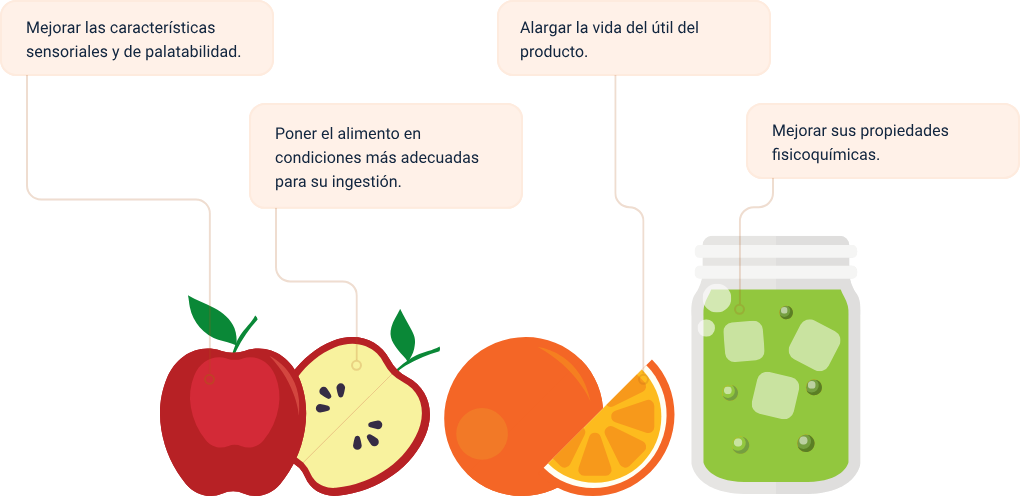 Mejorar las características
sensoriales y de palatabilidad.
Poner el alimento en
condiciones más adecuadas
para su ingestión.
Alargar la vida del útil del
producto.
Mejorar sus propiedades
fisicoquímicas.